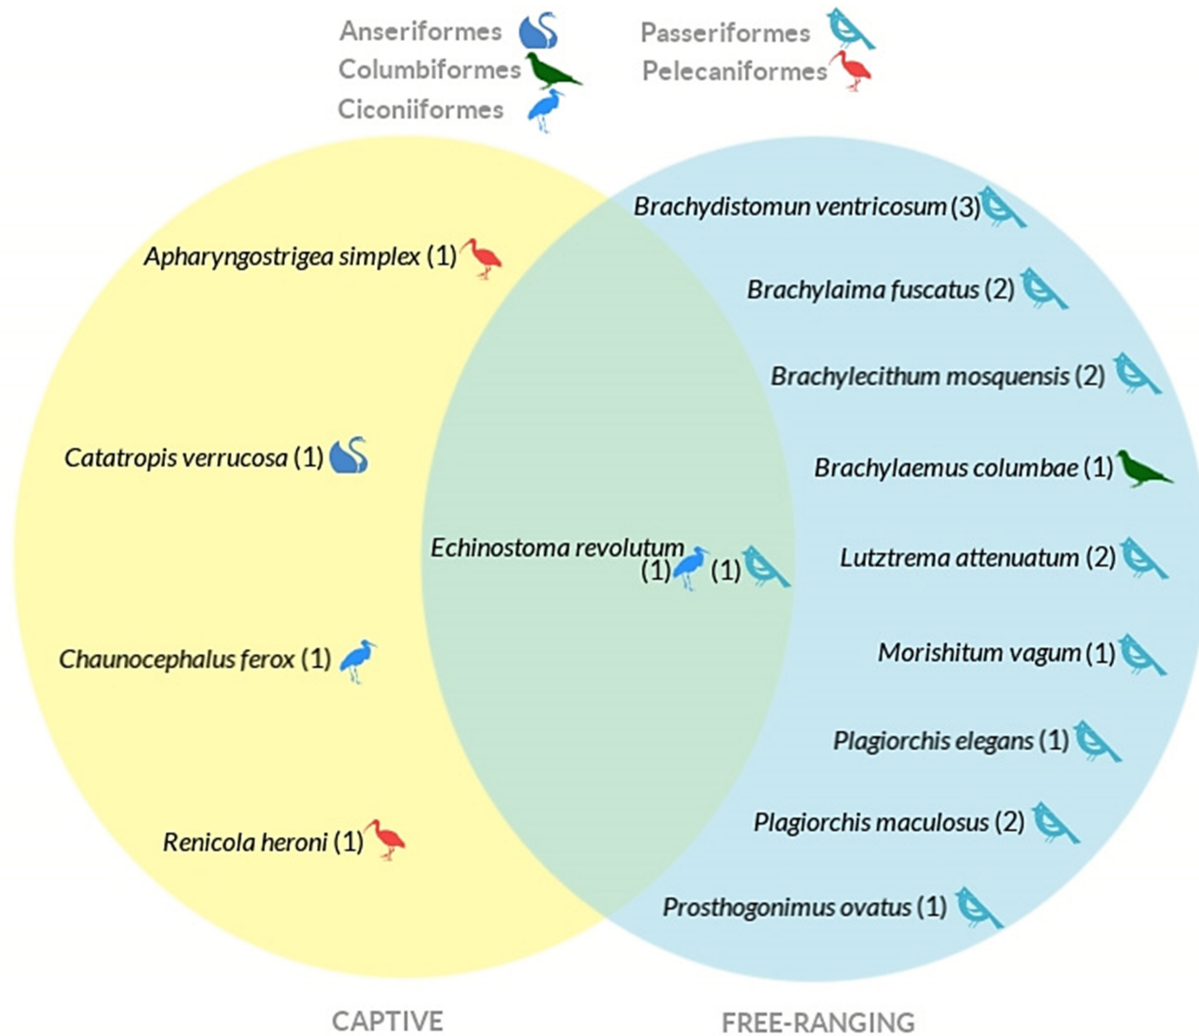 Anseriformes
Columbiformes
Ciconiiformes
Passeriformes
Pelecaniformes
Apharyngostrigea simplex (1)
Catatropis verrucosa (1)
Chaunocephalus ferox (1)
Renicola heroni (1)
Echinostoma revolutum
(1) (1)
Brachydistomun ventricosum (3)
Brachylaima fuscatus (2)
Brachylecithum mosquensis (2)
Brachylaemus columbae (1)
Lutztrema attenuatum (2)
Morishitum vagum (1)
Plagiorchis elegans (1)
Plagiorchis maculosus (2)
Prosthogonimus ovatus (1)
CAPTIVE
FREE-RANGING